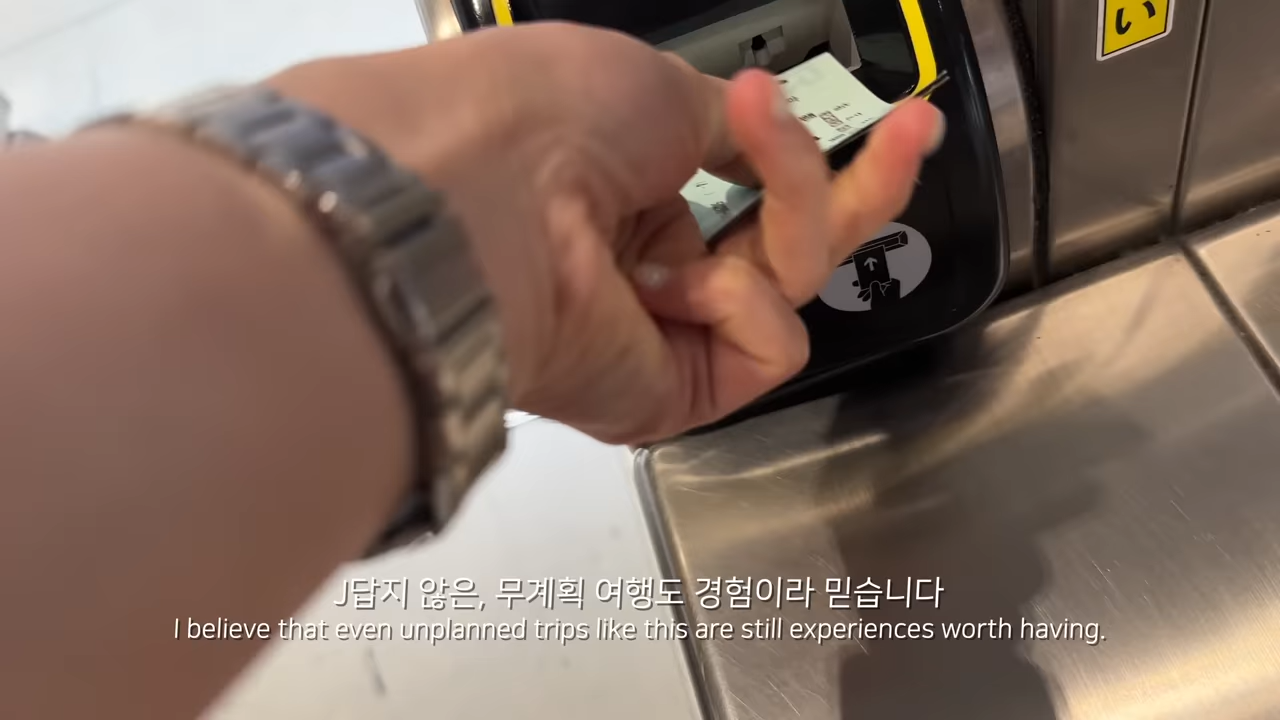 い
J답지 않은, 무계획 여행도 경험이라 믿습니다
I believe that even unplanned trips like this are still experiences worth having.